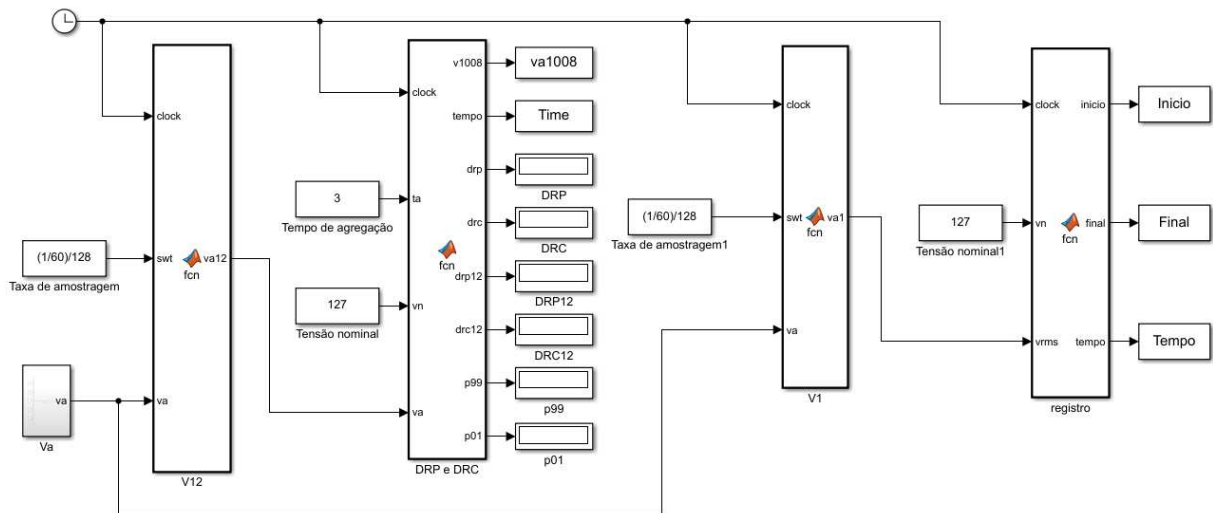 clock
swt
va
fcn
va12
V12
(1/60)/128
Taxa de amostragem
va
Va
clock
ta
vn
va
fcn
v1008
tempo
drp
drc
drp12
drc12
p99
p01
DRP e DRC
3
Tempo de agregação
127
Tensão nominal
va1008
Time
DRP
DRC
DRP12
DRC12
p99
p01
clock
swt
va
fcn
va1
V1
(1/60)/128
Taxa de amostragem1
clock
vn
vrms
fcn
inicio
final
tempo
registro
127
Tensão nominal1
Inicio
Final
Tempo